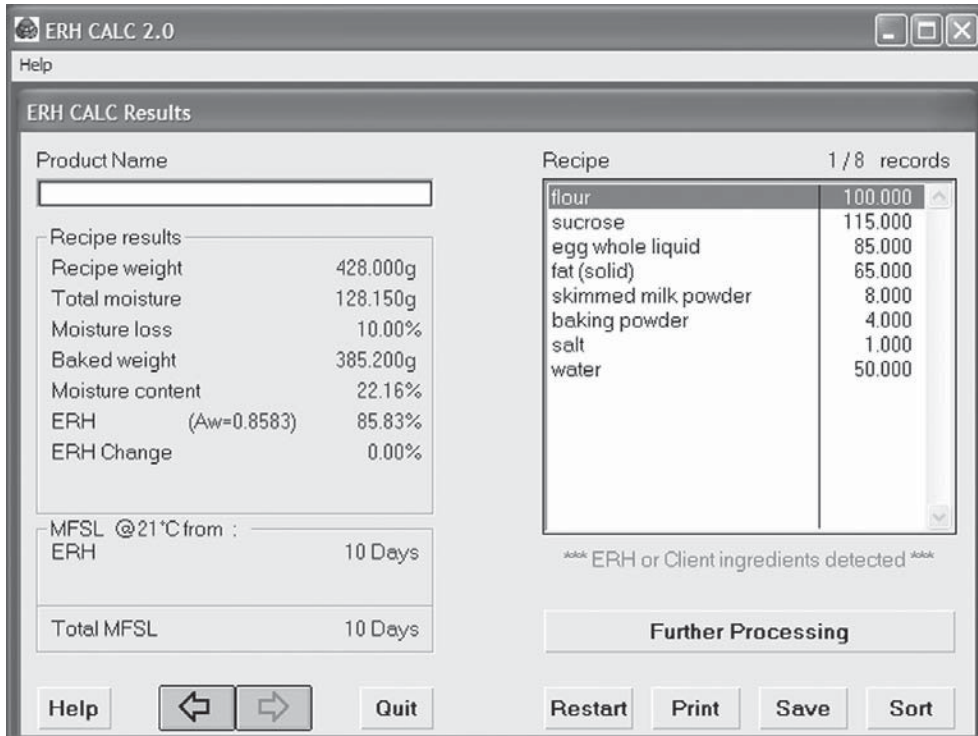 ERH CALC 2.0
Help
ERH CALC Results
Product Name
Recipe results
Recipe weight 428.000g
Total moisture 128.150g
Moisture loss 10.00%
Baked weight 385.200g
Moisture content 22.16%
ERH (Aw=0.8583) 85.83%
ERH Change 0.00%
MFSL @21°C from :
ERH 10 Days
Total MFSL 10 Days
Recipe 1/8 records
flour 100.000
sucrose 115.000
egg whole liquid 85.000
fat (solid) 65.000
skimmed milk powder 8.000
baking powder 4.000
salt 1.000
water 50.000
*** ERH or Client ingredients detected ***
Further Processing
Help Quit Restart Print Save Sort